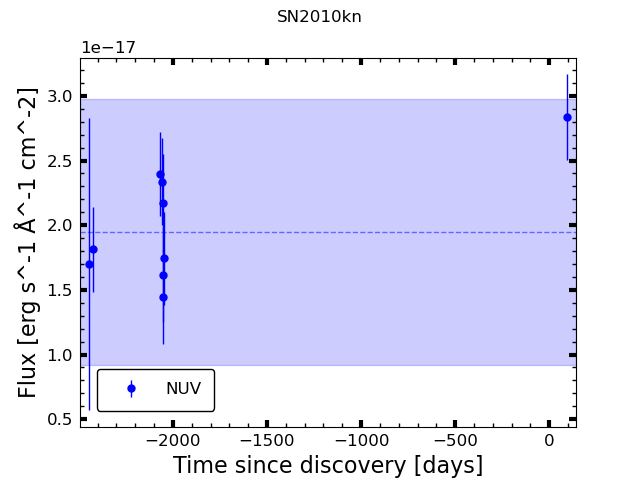 SN2010kn
1e−17
3.0
2.5
2.0
1.5
1.0
0.5
Flux [erg s^-1 Å^-1 cm^-2]
NUV
−2000 −1500 −1000 −500 0
Time since discovery [days]